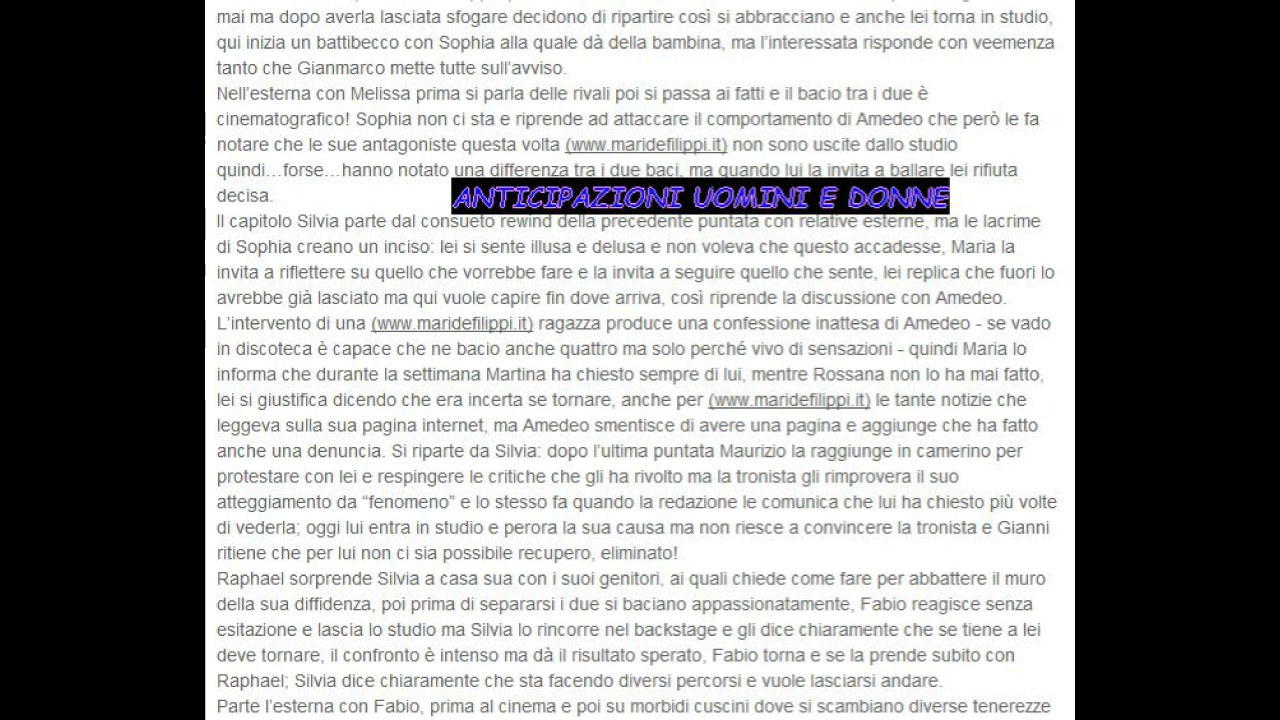 mai ma dopo averla lasciata sfogare decidono di ripartire così si abbracciano e anche lei torna in studio,
qui inizia un battibecco con Sophia alla quale dà della bambina, ma l'interessata risponde con veemenza
tanto che Gianmarco mette tutte sull'avviso.
Nell'esterna con Melissa prima si parla delle rivali poi si passa ai fatti e il bacio tra i due è
cinematografico! Sophia non ci sta e riprende ad attaccare il comportamento di Amedeo che però le fa
notare che le sue antagoniste questa volta (www.maridefilippi.it) non sono uscite dallo studio
quindi…forse…hanno notato una differenza tra i due baci, ma quando lui la invita a ballare lei rifiuta
decisa.
ANTICIPAZIONI UOMINI E DONNE
Il capitolo Silvia parte dal consueto rewind della precedente puntata con relative esterne, ma le lacrime
di Sophia creano un inciso: lei si sente illusa e delusa e non voleva che questo accadesse, Maria la
invita a riflettere su quello che vorrebbe fare e la invita a seguire quello che sente, lei replica che fuori lo
avrebbe già lasciato ma qui vuole capire fin dove arriva, così riprende la discussione con Amedeo.
L'intervento di una (www.maridefilippi.it) ragazza produce una confessione inattesa di Amedeo - se vado
in discoteca è capace che ne bacio anche quattro ma solo perché vivo di sensazioni - quindi Maria lo
informa che durante la settimana Martina ha chiesto sempre di lui, mentre Rossana non lo ha mai fatto,
lei si giustifica dicendo che era incerta se tornare, anche per (www.maridefilippi.it) le tante notizie che
leggeva sulla sua pagina internet, ma Amedeo smentisce di avere una pagina e aggiunge che ha fatto
anche una denuncia. Si riparte da Silvia: dopo l'ultima puntata Maurizio la raggiunge in camerino per
protestare con lei e respingere le critiche che gli ha rivolto ma la tronista gli rimprovera il suo
atteggiamento da “fenomeno” e lo stesso fa quando la redazione le comunica che lui ha chiesto più volte
di vederla; oggi lui entra in studio e perora la sua causa ma non riesce a convincere la tronista e Gianni
ritiene che per lui non ci sia possibile recupero, eliminato!
Raphael sorprende Silvia a casa sua con i suoi genitori, ai quali chiede come fare per abbattere il muro
della sua diffidenza, poi prima di separarsi i due si baciano appassionatamente, Fabio reagisce senza
esitazione e lascia lo studio ma Silvia lo rincorre nel backstage e gli dice chiaramente che se tiene a lei
deve tornare, il confronto è intenso ma dà il risultato sperato, Fabio torna e se la prende subito con
Raphael; Silvia dice chiaramente che sta facendo diversi percorsi e vuole lasciarsi andare.
Parte l'esterna con Fabio, prima al cinema e poi su morbidi cuscini dove si scambiano diverse tenerezze